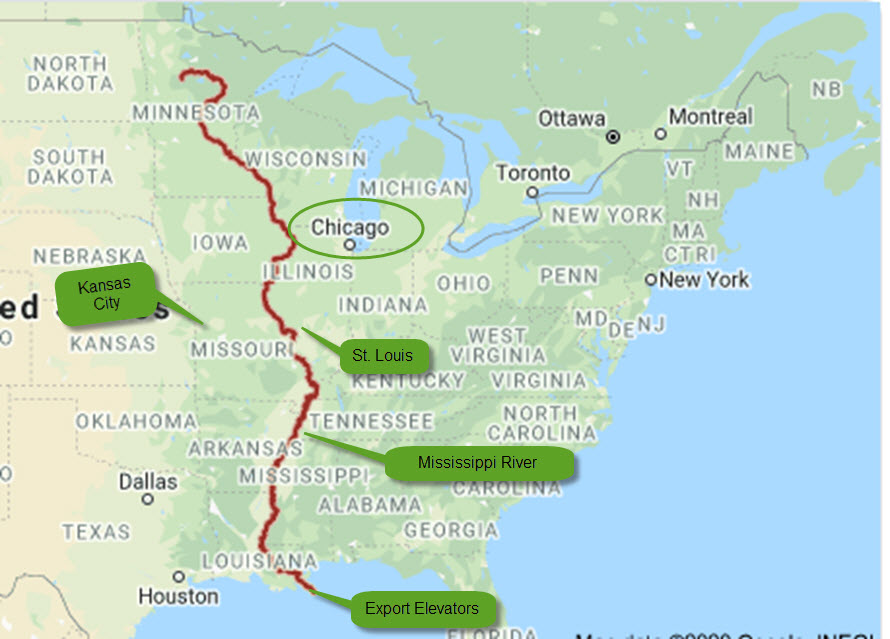 NORTH
DAKOTA
MINNESOTA
NB
Ottawa
Montreal
MAINE
SOUTH
DAKOTA
WISCONSIN
MICHIGAN
Toronto
VT
NH
NEW YORK
MA
CT RI
Chicago
IOWA
NEBRASKA
ILLINOIS
OHIO
PENN
New York
Kansas
City
ed
s
INDIANA
MD
DE NJ
KANSAS
MISSOURI
St. Louis
WEST
VIRGINIA
KENTUCKY
VIRGINIA
OKLAHOMA
TENNESSEE
NORTH
CAROLINA
ARKANSAS
Mississippi River
MISSISSIPPI
CAROLINA
Dallas
ALABAMA
TEXAS
GEORGIA
LOUISIANA
Houston
Export Elevators
FLORIDA